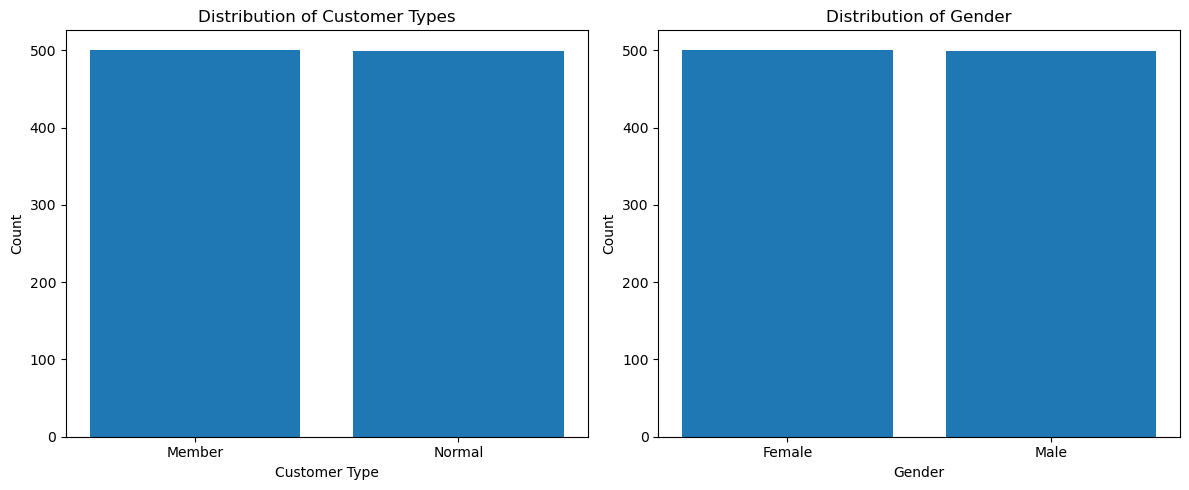 Distribution of Customer Types
500
400
300
200
100
0
Count
Member Normal
Customer Type
Distribution of Gender
500
400
300
200
100
0
Count
Female Male
Gender